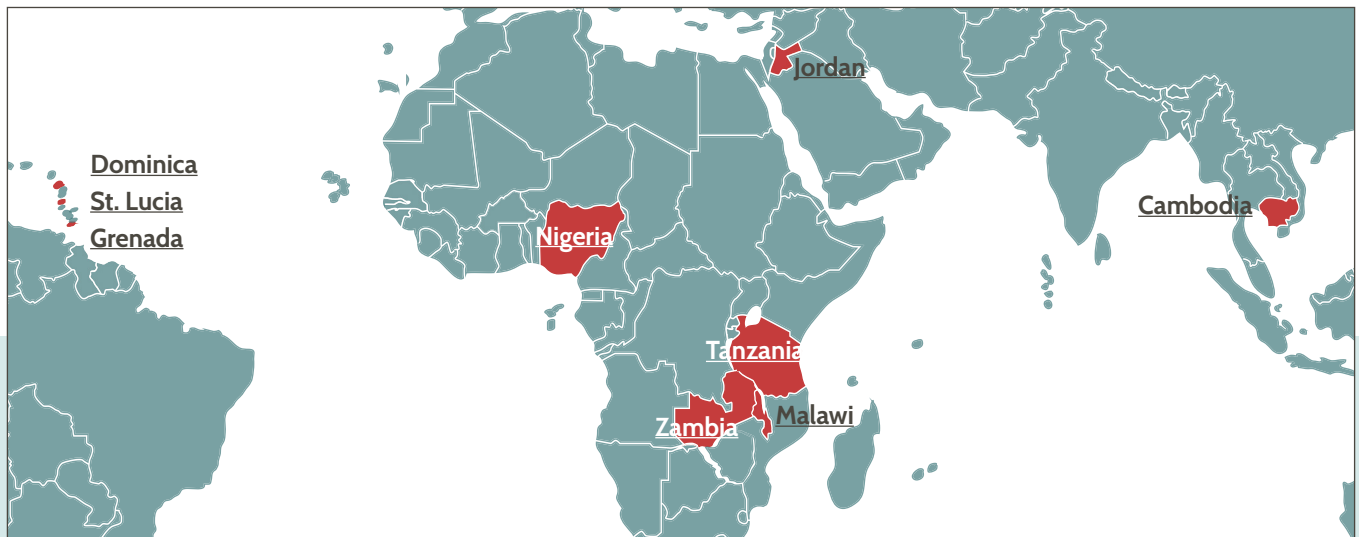 Jordan
Dominica
St. Lucia
Grenada
Cambodia
Nigeria
Tanzania
Malawi
Zambia